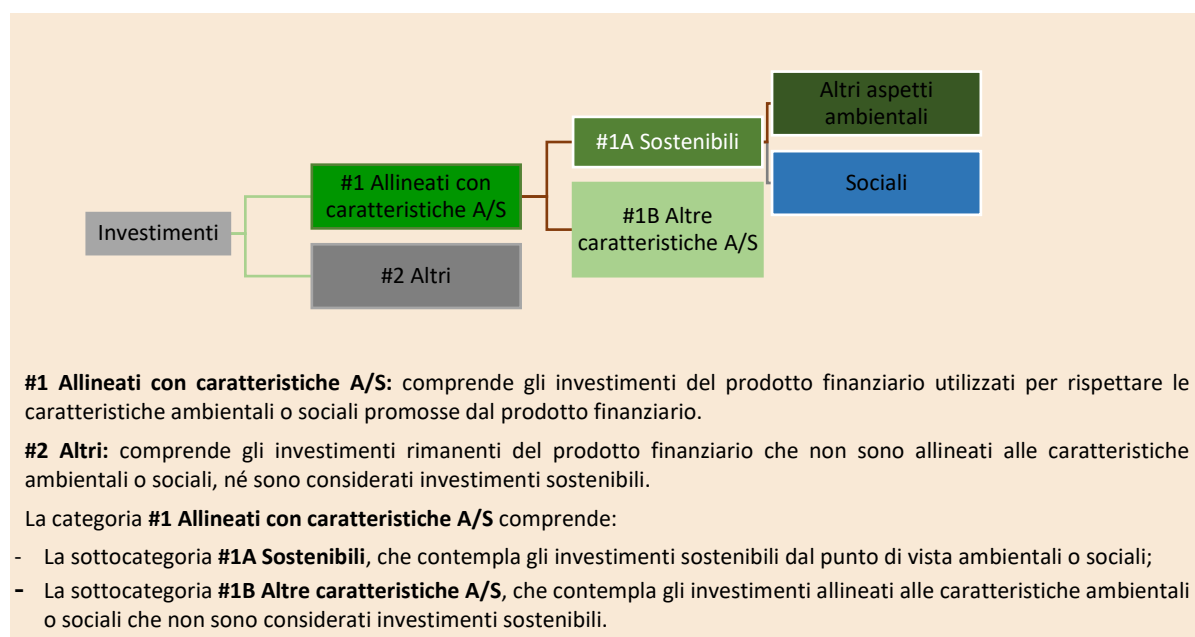 Altri aspetti
ambientali
#1A Sostenibili
Sociali
#1 Allineati con
caratteristiche A/S
#1B Altre
caratteristiche A/S
Investimenti
#2 Altri
#1 Allineati con caratteristiche A/S: comprende gli investimenti del prodotto finanziario utilizzati per rispettare le
caratteristiche ambientali o sociali promosse dal prodotto finanziario.
#2 Altri: comprende gli investimenti rimanenti del prodotto finanziario che non sono allineati alle caratteristiche
ambientali o sociali, né sono considerati investimenti sostenibili.
La categoria #1 Allineati con caratteristiche A/S comprende:
- La sottocategoria #1A Sostenibili, che contempla gli investimenti sostenibili dal punto di vista ambientali o sociali;
- La sottocategoria #1B Altre caratteristiche A/S, che contempla gli investimenti allineati alle caratteristiche ambientali
o sociali che non sono considerati investimenti sostenibili.